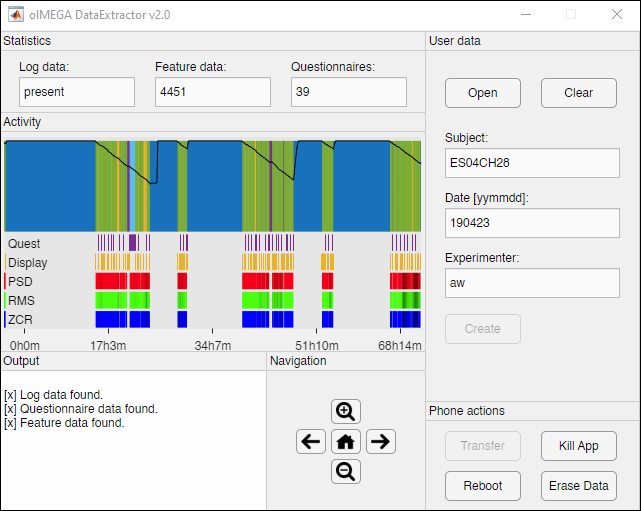 olMEGA DataExtractor v2.0
Statistics
Log data:
Feature data:
Questionnaires:
present
4451
39
Activity
Quest
Display
PSD
RMS
ZCR
0h0m
17h3m
34h7m
51h10m
68h14m
Output
[x] Log data found.
[x] Questionnaire data found.
[x] Feature data found.
Navigation
User data
Open
Clear
Subject:
ES04CH28
Date [yymmdd]:
190423
Experimenter:
aw
Create
Phone actions
Transfer
Kill App
Reboot
Erase Data